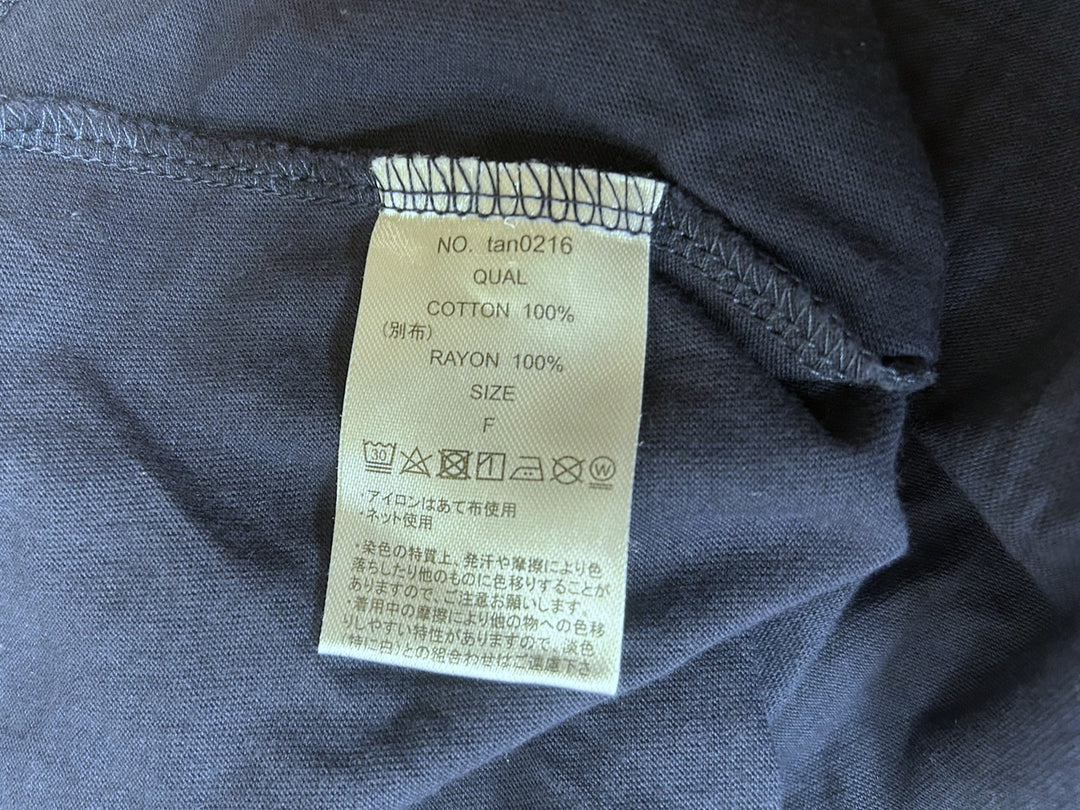 NO. tan0216
QUAL
COTTON 100%
(別布)
RAYON 100%
SIZE
F
30 W
・アイロンはあて布使用
・ネット使用
・染色の特質上、発汗や摩擦により色
落ちしたり他のものに色移りすることが
ありますので、ご注意お願いします。
着用中の摩擦により他の物への色移
りしやすい特性がありますので、淡色
(特に白)との組合わせはご遠慮下さ